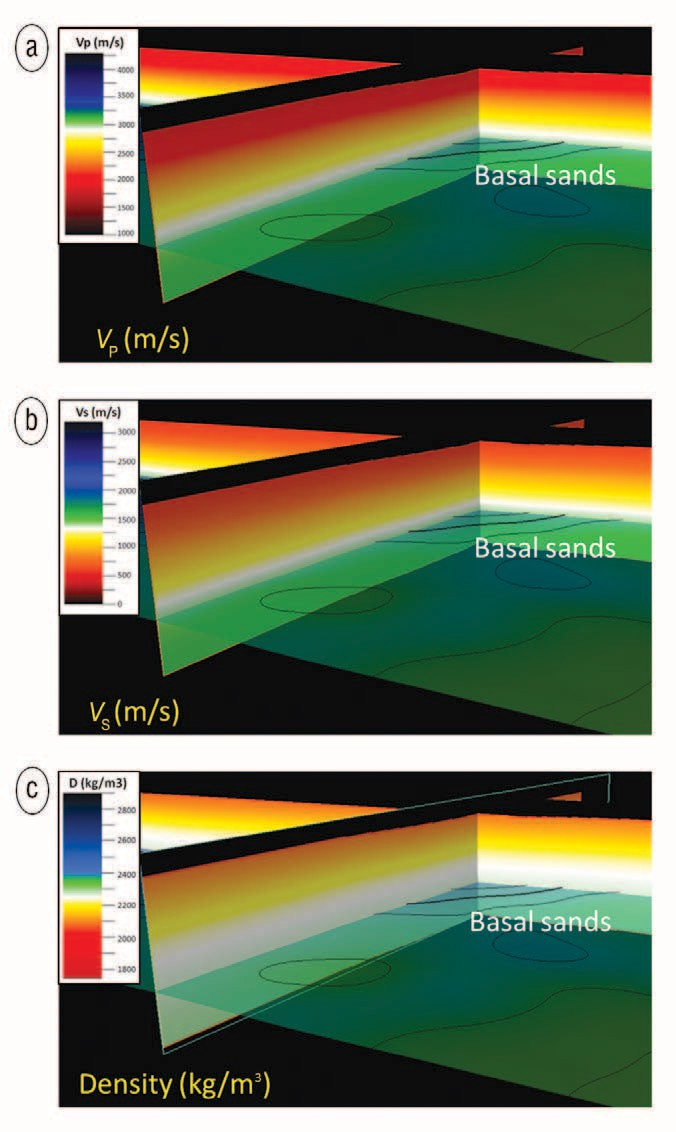 a
Vp (m/s)
4000
3500
3000
2500
2000
1500
1000
Basal sands
VP (m/s)
b
Vs (m/s)
3000
2500
2000
1500
1000
500
0
Basal sands
VS (m/s)
c
D (kg/m3)
2800
2600
2400
2200
2000
1800
Basal sands
Density (kg/m³)